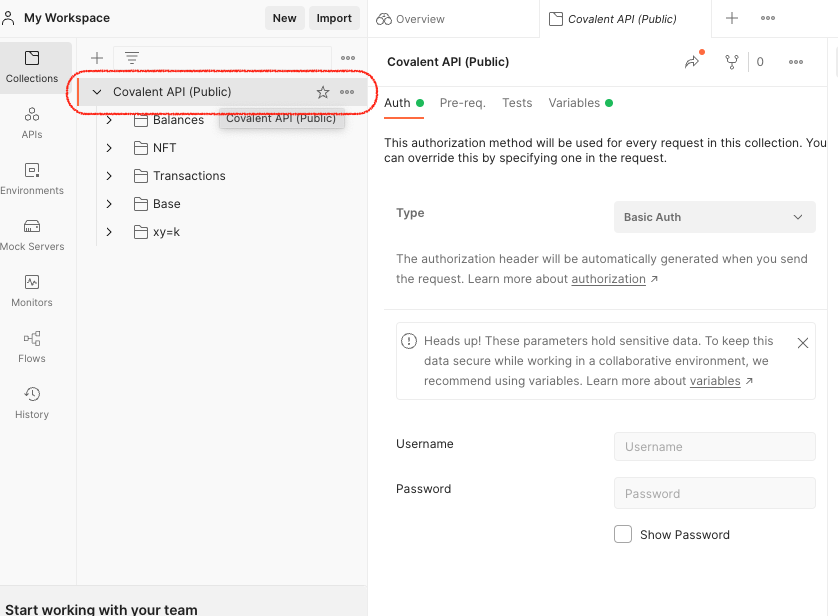 My Workspace
New
Import
Overview
Covalent API (Public)
Collections
APIs
Environments
Mock Servers
Monitors
Flows
History
Covalent API (Public)
Balances
Covalent API (Public)
NFT
Transactions
Base
xy=k
Start working with your team
Covalent API (Public)
0
Auth
Pre-req.
Tests
Variables
This authorization method will be used for every request in this collection. You
can override this by specifying one in the request.
Type
Basic Auth
The authorization header will be automatically generated when you send
the request. Learn more about authorization ↗
Heads up! These parameters hold sensitive data. To keep this
data secure while working in a collaborative environment, we
recommend using variables. Learn more about variables ↗
Username
Username
Password
Password
Show Password